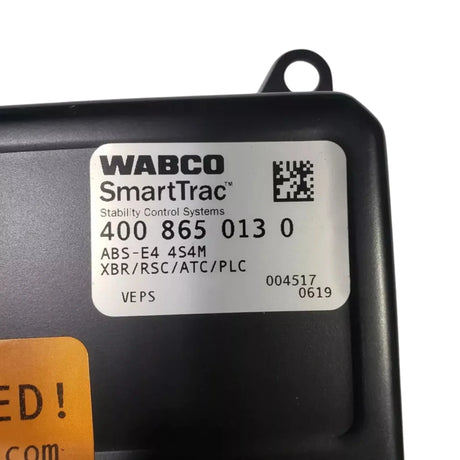 WABCO
SmartTrac™
Stability Control Systems
400 865 013 0
ABS-E4 4S4M
XBR/RSC/ATC/PLC
004517
VEPS 0619
ED!
.com